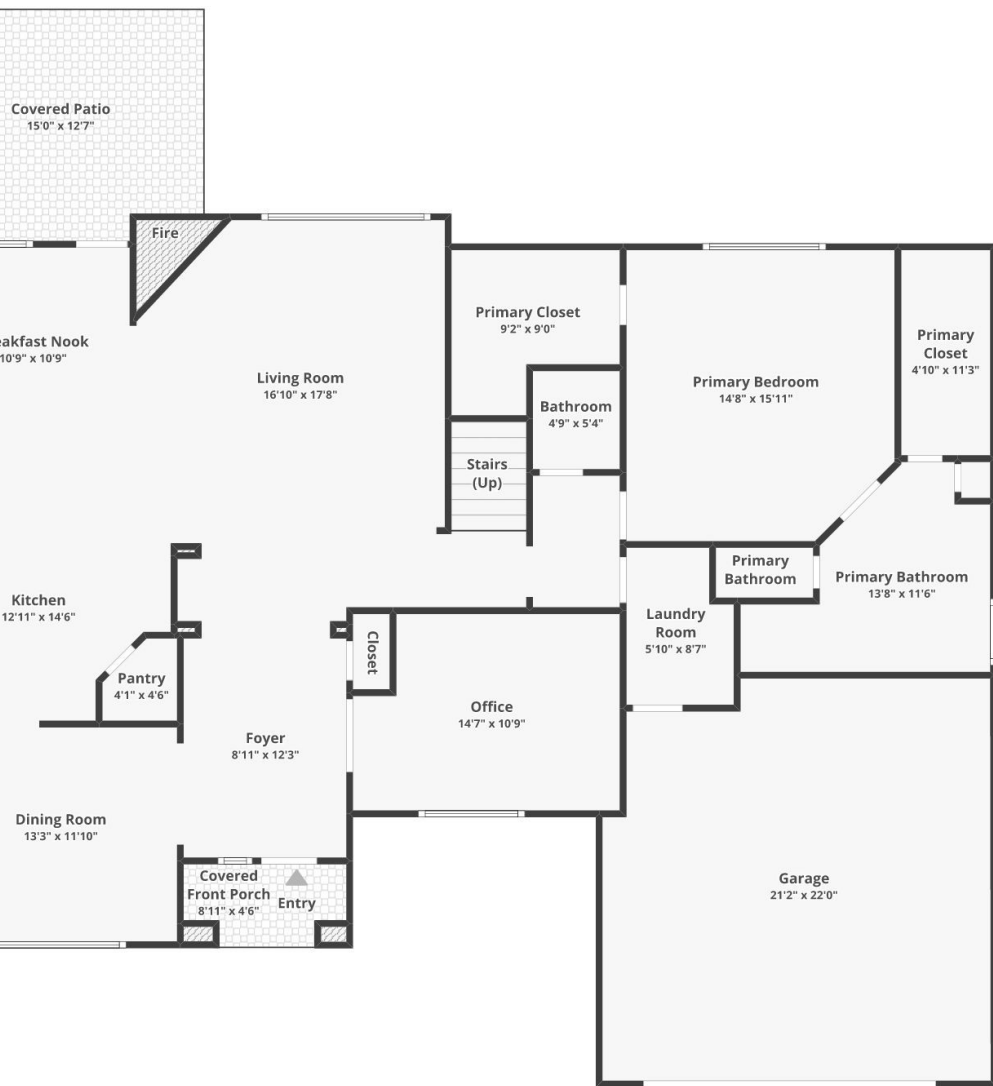 Covered Patio
15'0" x 12'7"
Fire
eakfast Nook
10'9" x 10'9"
Living Room
16'10" x 17'8"
Primary Closet
9'2" x 9'0"
Bathroom
4'9" x 5'4"
Stairs
(Up)
Primary Bedroom
14'8" x 15'11"
Primary
Closet
4'10" x 11'3"
Primary
Bathroom
Primary Bathroom
13'8" x 11'6"
Kitchen
12'11" x 14'6"
Pantry
4'1" x 4'6"
Closet
Laundry
Room
5'10" x 8'7"
Office
14'7" x 10'9"
Foyer
8'11" x 12'3"
Dining Room
13'3" x 11'10"
Covered
Front Porch
8'11" x 4'6"
Entry
Garage
21'2" x 22'0"